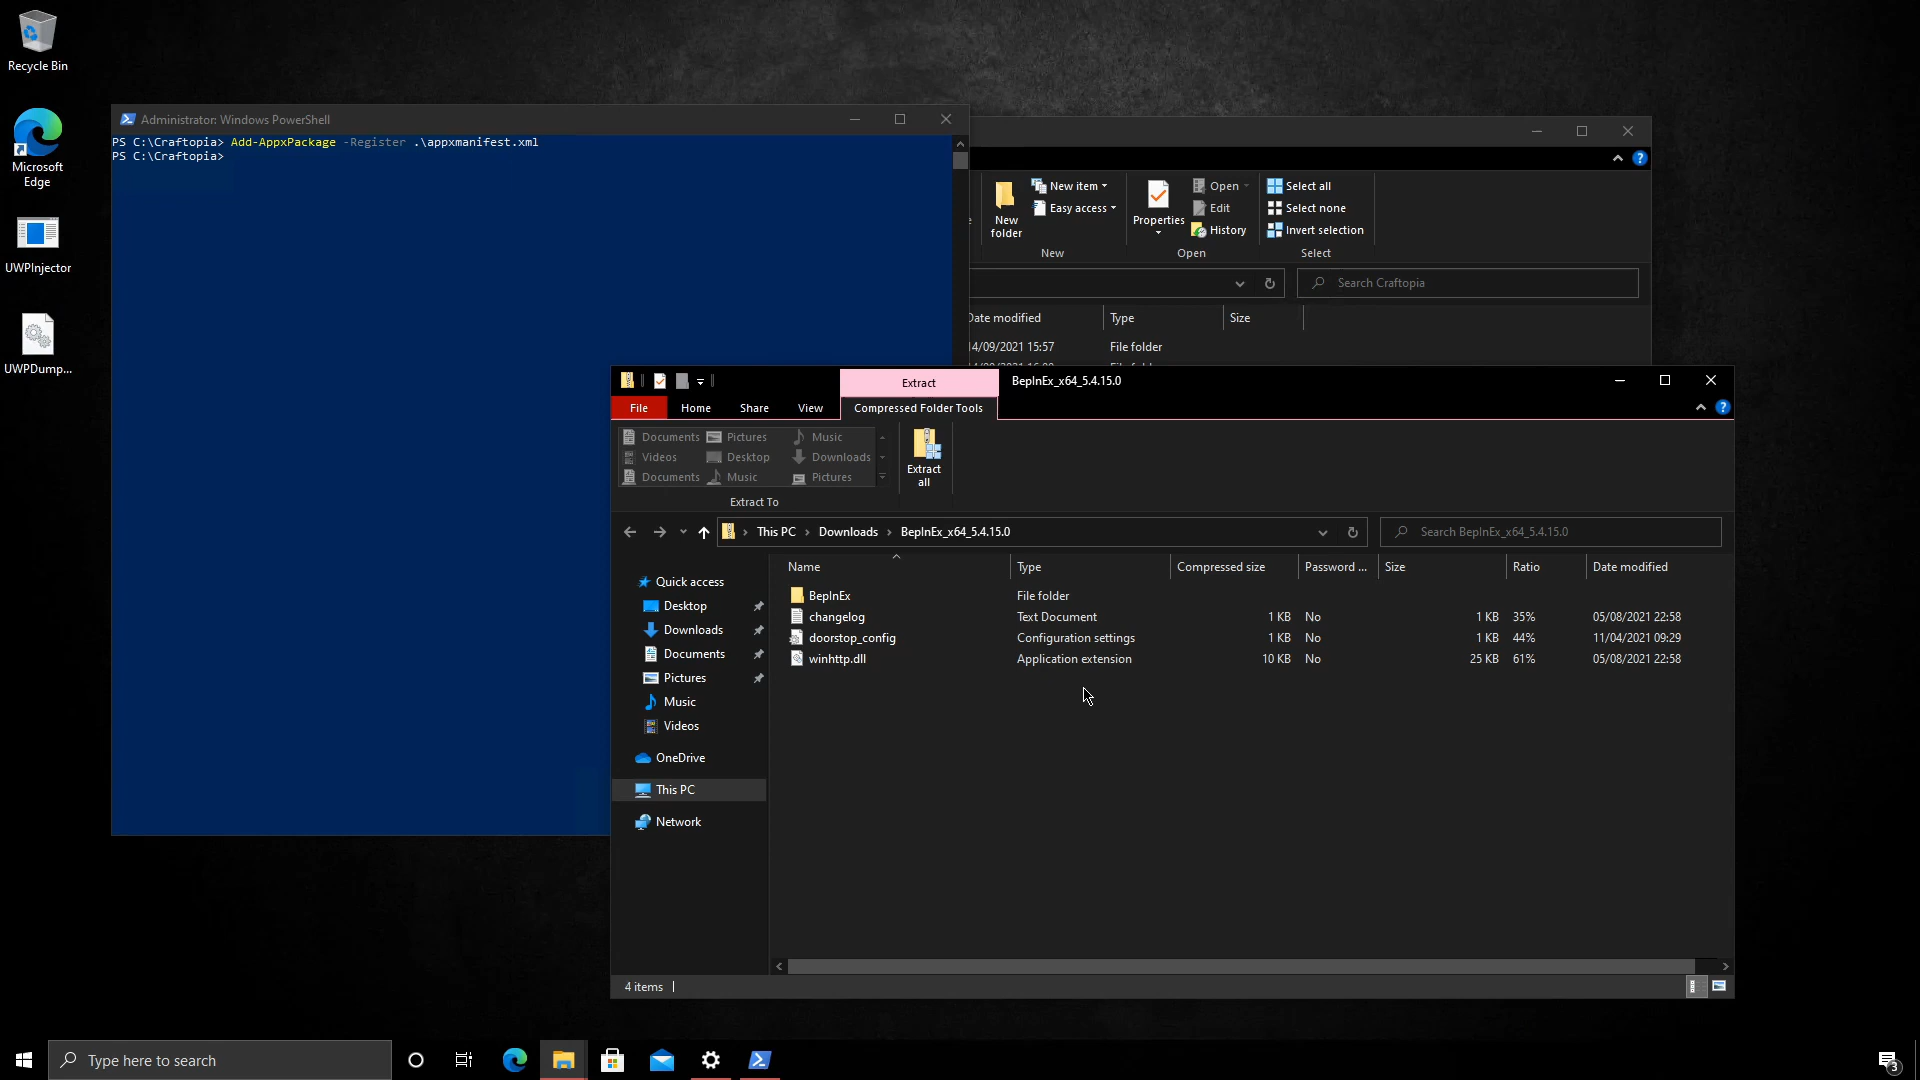 Recycle Bin
Microsoft
Edge
UWPInjector
UWPDump...
Administrator: Windows PowerShell
PS C:\Craftopia> Add-AppxPackage -Register .\appxmanifest.xml
PS C:\Craftopia>
New
folder
New item
Easy access
New
Properties
Open
Edit
History
Open
Select all
Select none
Invert selection
Select
Search Craftopia
Date modified
Type
Size
14/09/2021 15:57
File folder
Extract
BepInEx_x64_5.4.15.0
File
Home
Share
View
Compressed Folder Tools
Documents
Pictures
Music
Videos
Desktop
Downloads
Documents
Music
Pictures
Extract To
Extract
all
This PC
Downloads
BepInEx_x64_5.4.15.0
Search BepInEx_x64_5.4.15.0
Quick access
Desktop
Downloads
Documents
Pictures
Music
Videos
OneDrive
This PC
Network
Name Type Compressed size Password ... Size Ratio Date modified
BepInEx File folder
changelog Text Document 1 KB No 1 KB 35% 05/08/2021 22:58
doorstop_config Configuration settings 1 KB No 1 KB 44% 11/04/2021 09:29
winhttp.dll Application extension 10 KB No 25 KB 61% 05/08/2021 22:58
4 items
Type here to search
3